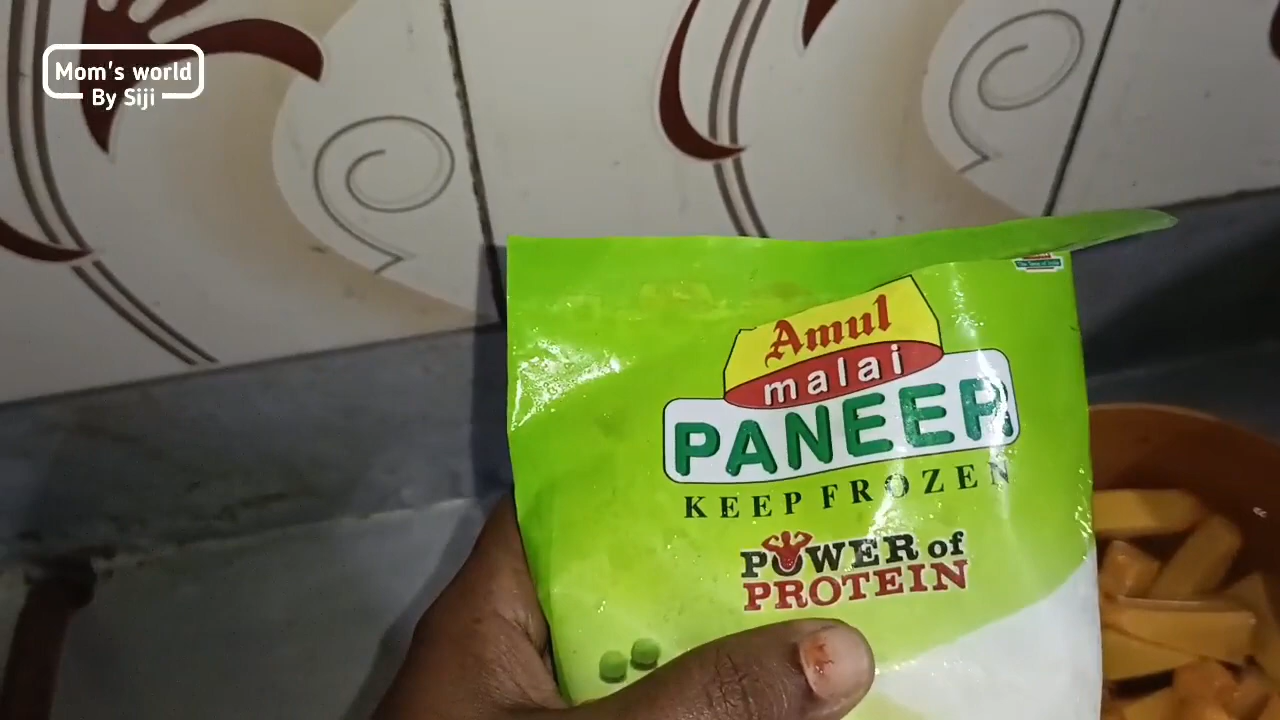 Mom's world
By Siji
Amul
malai
PANEER
KEEP FROZEN
POWER of
PROTEIN